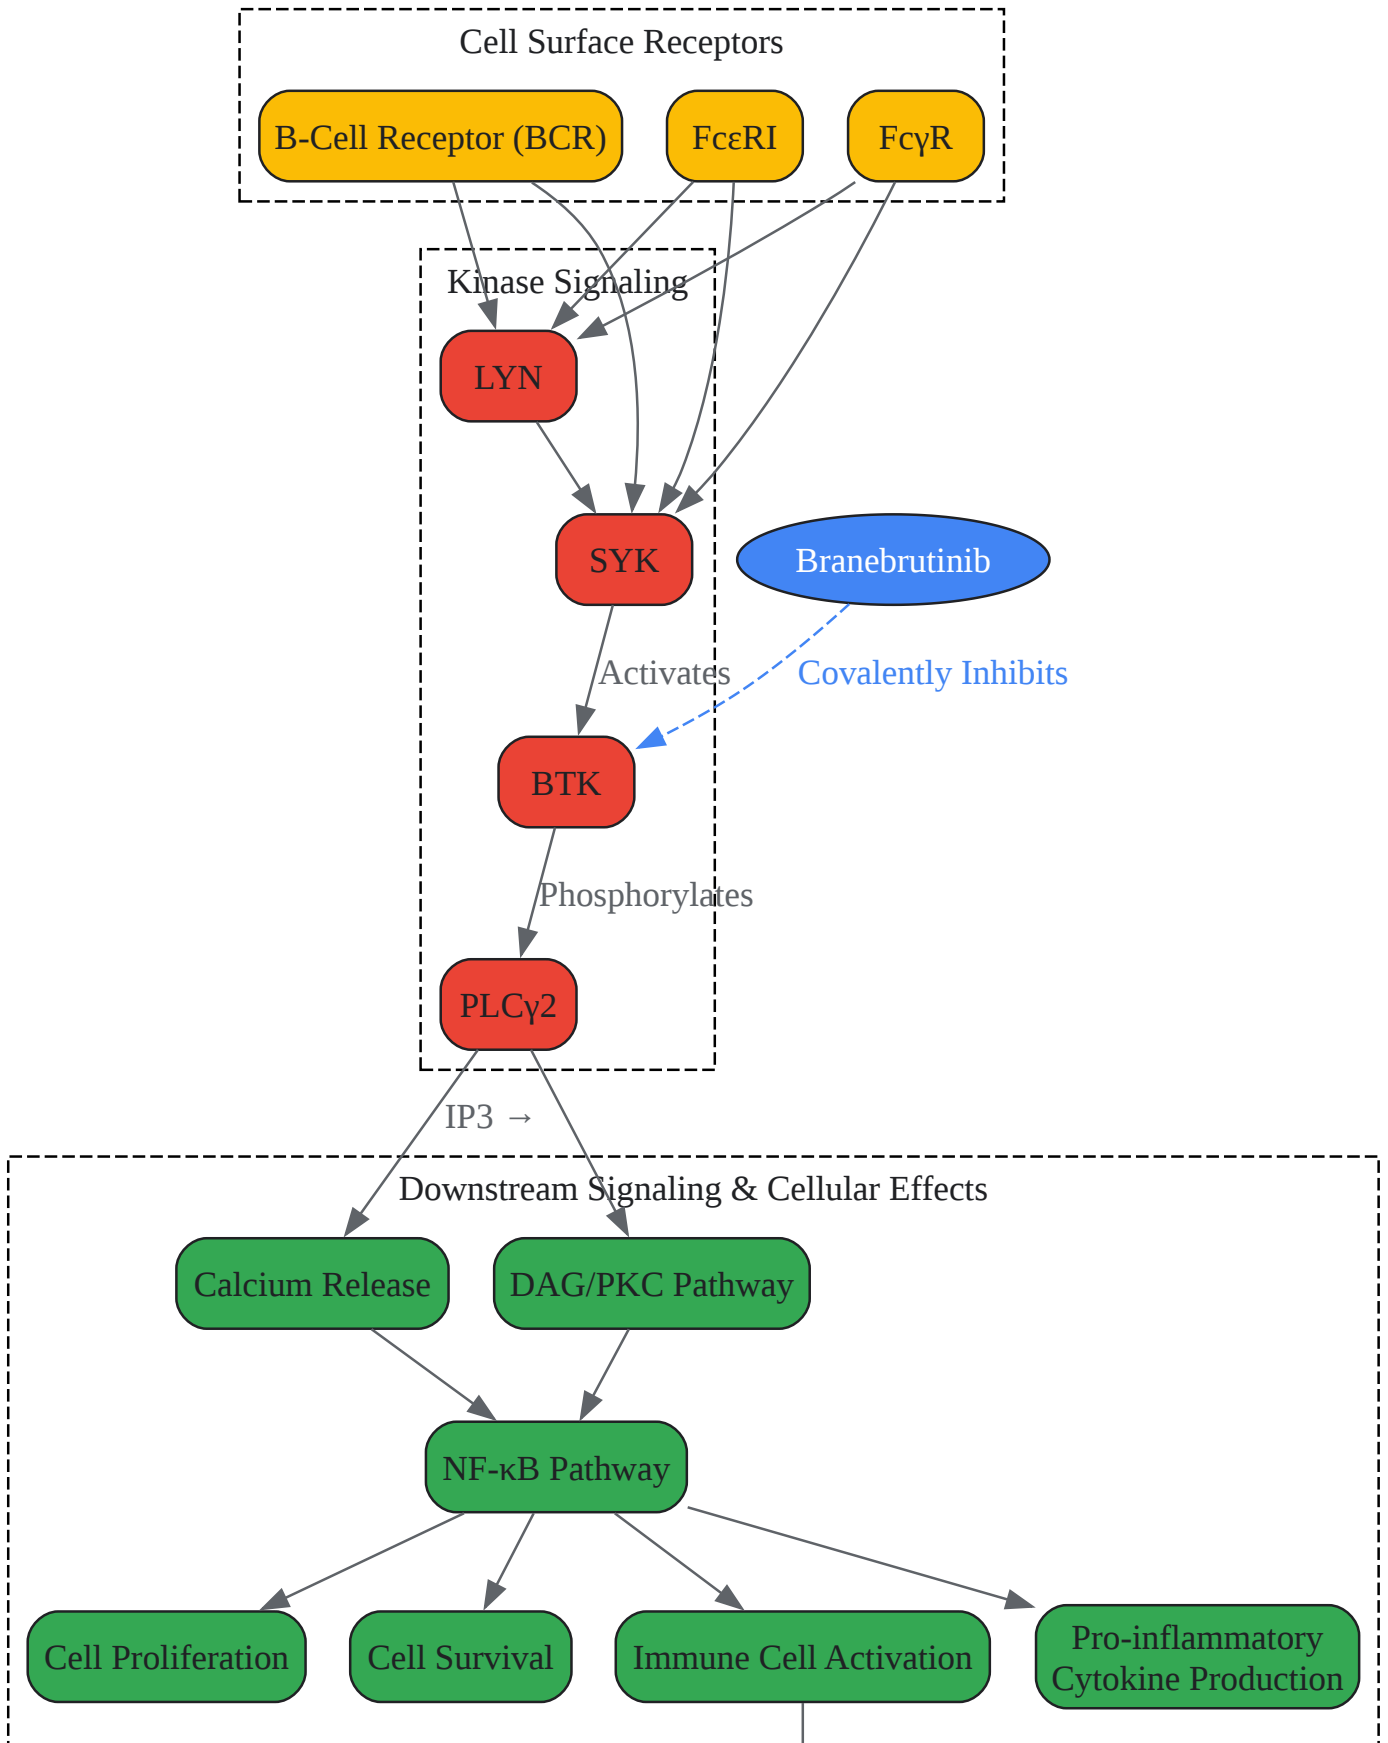 Cell Surface Receptors
B-Cell Receptor (BCR)
FcεRI
FcγR
Kinase Signaling
LYN
SYK
Branebrutinib
Activates
Covalently Inhibits
BTK
Phosphorylates
PLCγ2
IP3 →
Downstream Signaling & Cellular Effects
Calcium Release
DAG/PKC Pathway
NF-κB Pathway
Cell Proliferation
Cell Survival
Immune Cell Activation
Pro-inflammatory
Cytokine Production